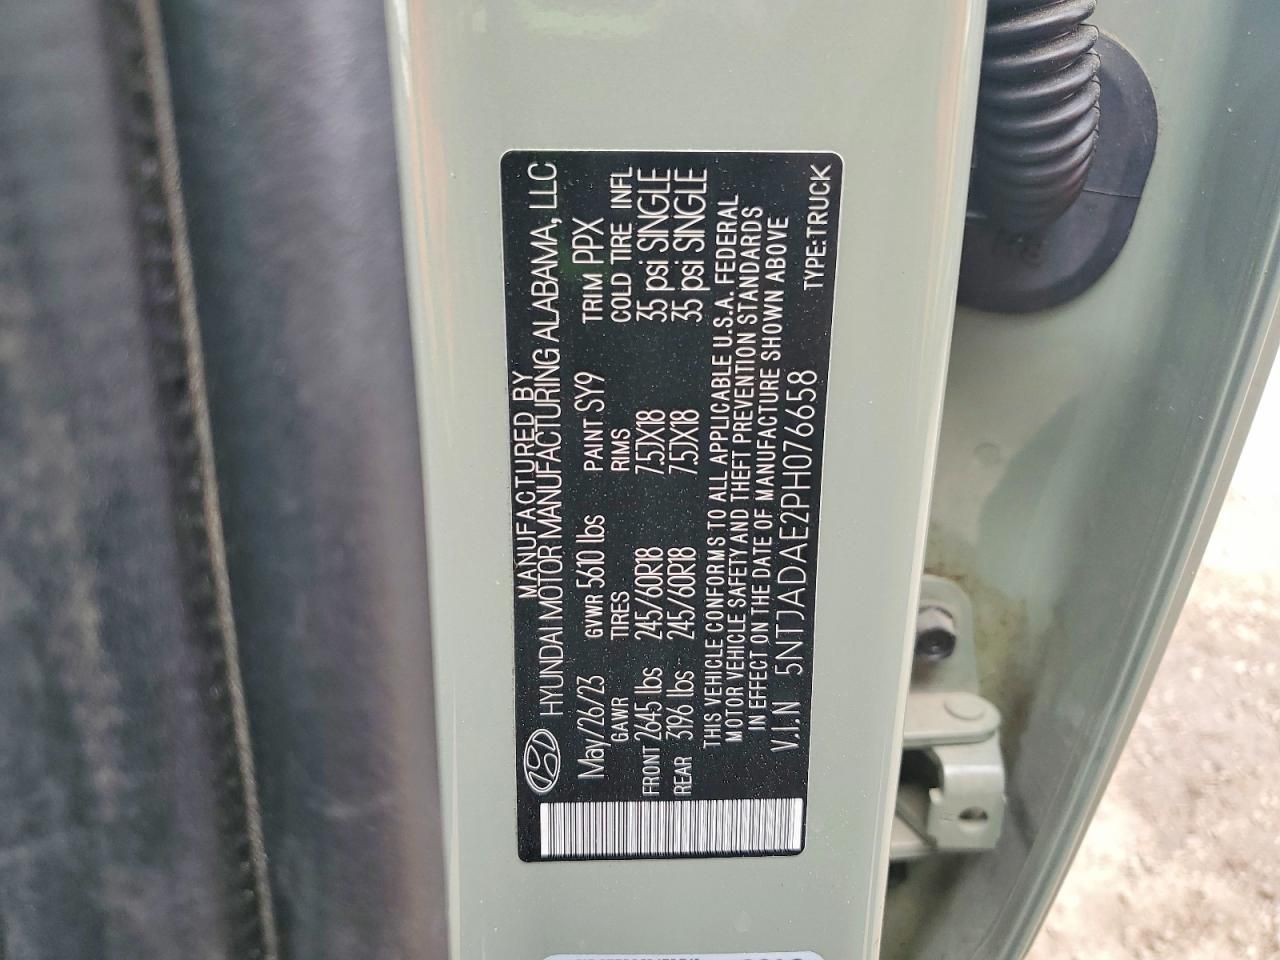 MANUFACTURED BY
HYUNDAI MOTOR MANUFACTURING ALABAMA, LLC
May/26/23 GVWR 5610 lbs PAINT SY9 TRIM PPX
GAWR TIRES RIMS COLD TIRE INFL
FRONT 2645 lbs 245/60R18 7.5JX18 35 psi SINGLE
REAR 3196 lbs 245/60R18 7.5JX18 35 psi SINGLE
THIS VEHICLE CONFORMS TO ALL APPLICABLE U.S.A. FEDERAL
MOTOR VEHICLE SAFETY AND THEFT PREVENTION STANDARDS
IN EFFECT ON THE DATE OF MANUFACTURE SHOWN ABOVE
V.I.N 5NTJADAE2PH076658 TYPE:TRUCK